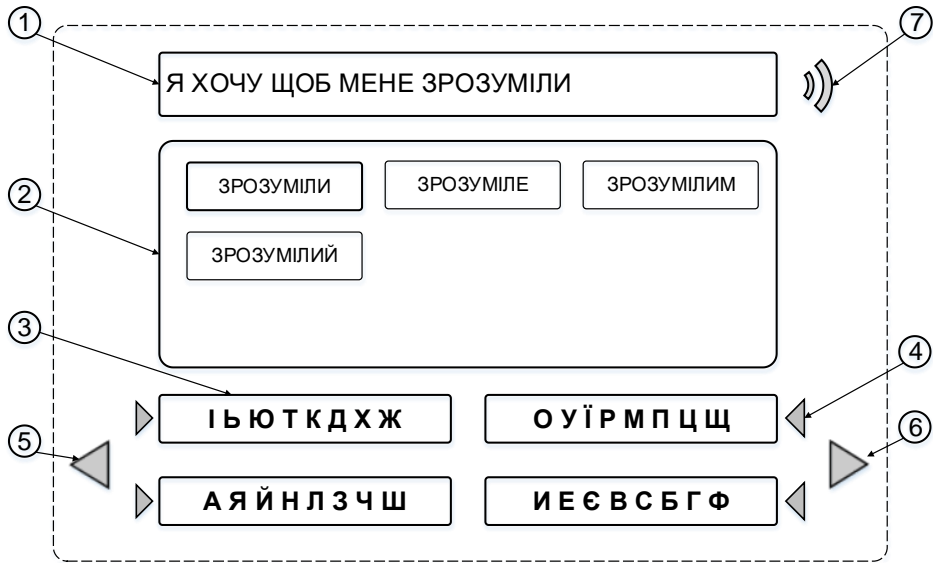 1
7
Я ХОЧУ ЩОБ МЕНЕ ЗРОЗУМІЛИ
2
ЗРОЗУМІЛИ ЗРОЗУМІЛЕ ЗРОЗУМІЛИМ
ЗРОЗУМІЛИЙ
3
4
І Ь Ю Т К Д Х Ж О У Ї Р М П Ц Щ
5
6
А Я Й Н Л З Ч Ш И Е Є В С Б Г Ф